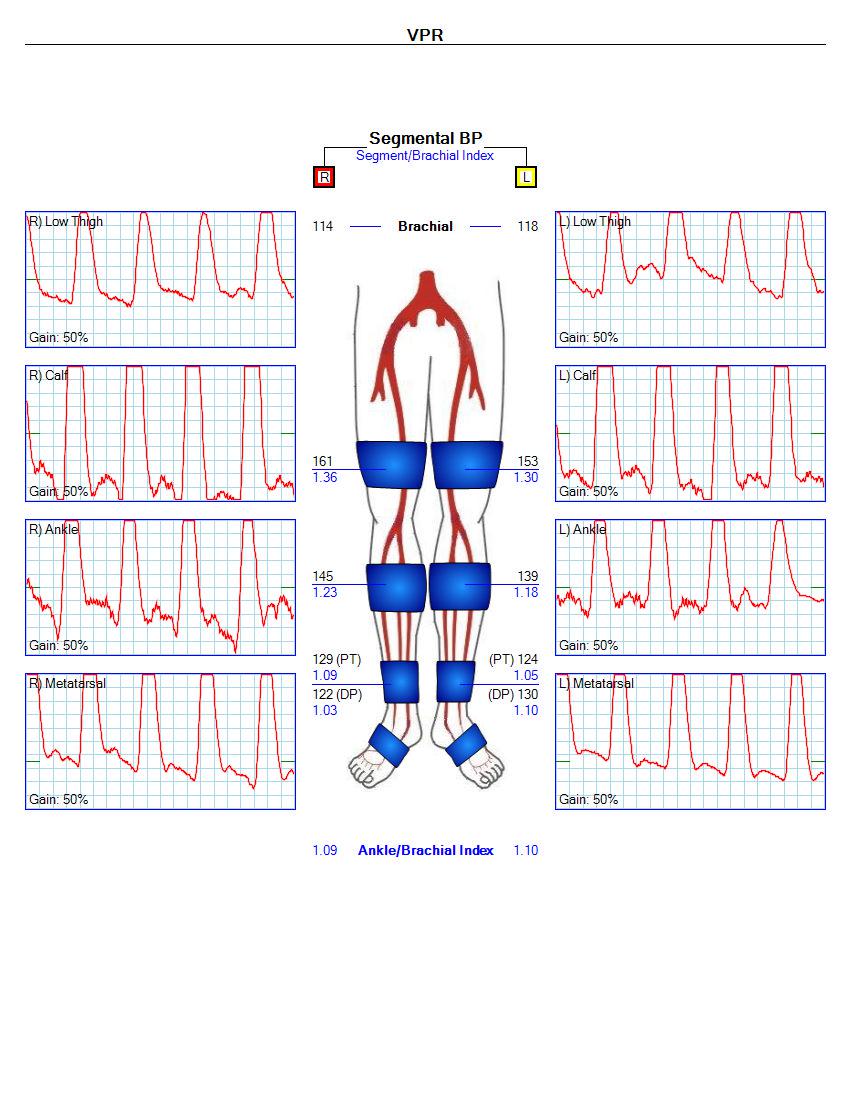 VPR
Segmental BP
Segment/Brachial Index
R
L
114 Brachial 118
R) Low Thigh
Gain: 50%
L) Low Thigh
Gain: 50%
R) Calf
Gain: 50%
L) Calf
Gain: 50%
161
1.36
153
1.30
R) Ankle
Gain: 50%
L) Ankle
Gain: 50%
145
1.23
139
1.18
129 (PT)
1.09
122 (DP)
1.03
(PT) 124
1.05
(DP) 130
1.10
R) Metatarsal
Gain: 50%
L) Metatarsal
Gain: 50%
1.09 Ankle/Brachial Index 1.10